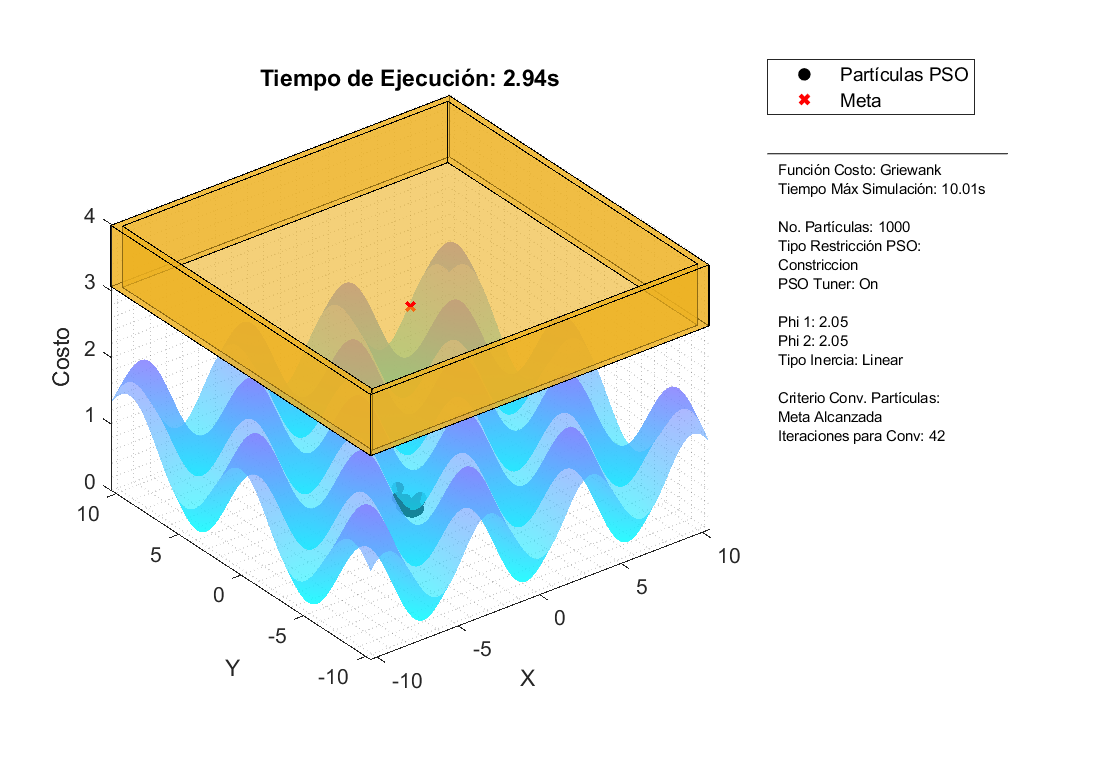 Tiempo de Ejecución: 2.94s
Partículas PSO
Meta
Función Costo: Griewank
Tiempo Máx Simulación: 10.01s
No. Partículas: 1000
Tipo Restricción PSO:
Constriccion
PSO Tuner: On
Phi 1: 2.05
Phi 2: 2.05
Tipo Inercia: Linear
Criterio Conv. Partículas:
Meta Alcanzada
Iteraciones para Conv: 42
Costo
4
3
2
1
0
10
5
0
-5
-10
Y
-10
-5
0
5
10
X